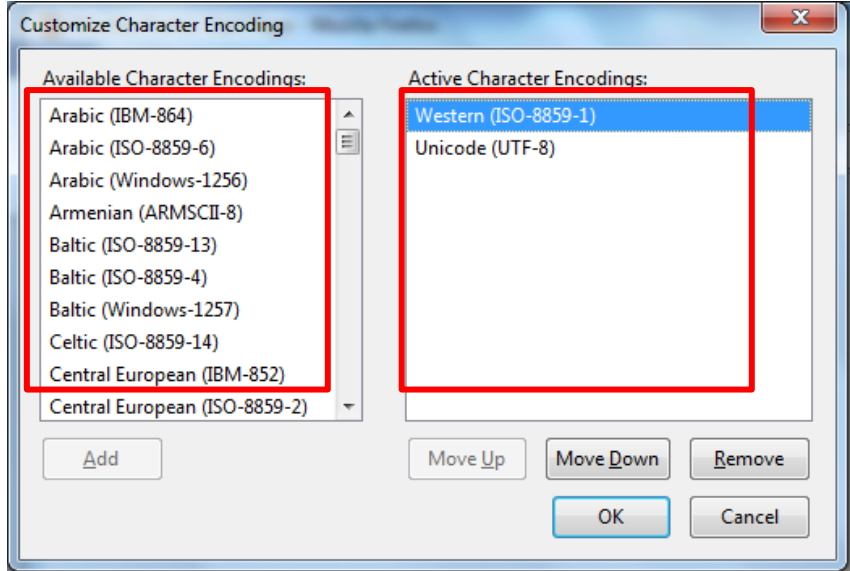 Customize Character Encoding
Available Character Encodings:
Arabic (IBM-864)
Arabic (ISO-8859-6)
Arabic (Windows-1256)
Armenian (ARMSCII-8)
Baltic (ISO-8859-13)
Baltic (ISO-8859-4)
Baltic (Windows-1257)
Celtic (ISO-8859-14)
Central European (IBM-852)
Central European (ISO-8859-2)
Add
Active Character Encodings:
Western (ISO-8859-1)
Unicode (UTF-8)
Move Up
Move Down
Remove
OK
Cancel